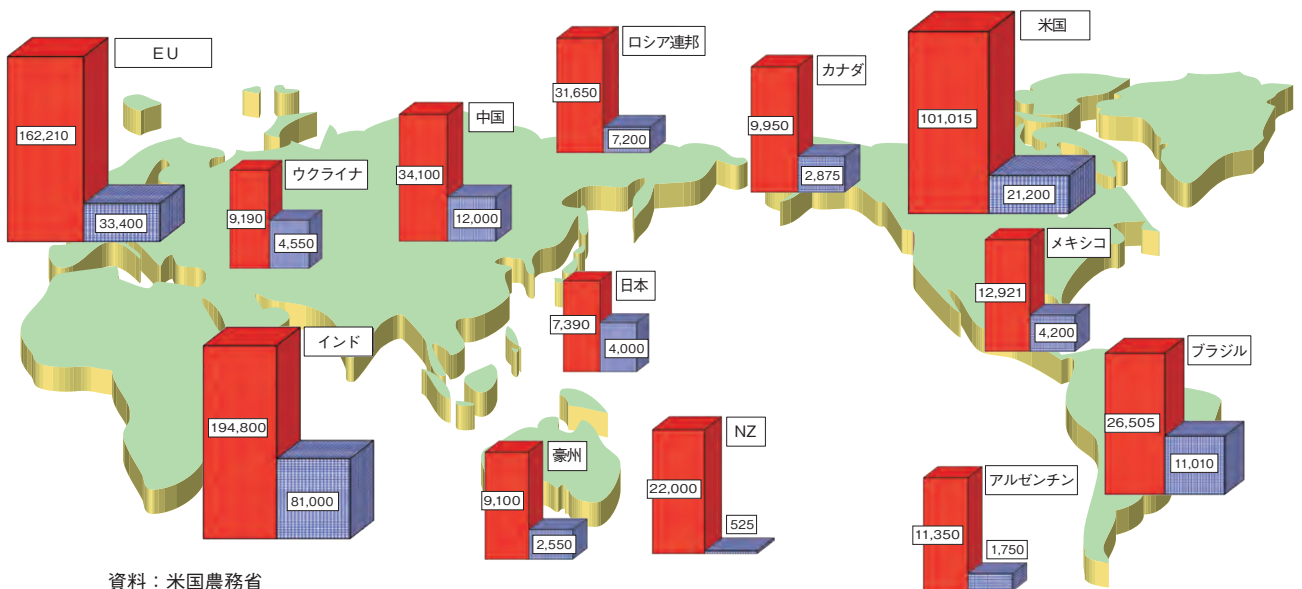 EU
162,210
33,400
ウクライナ
9,190
4,550
中国
34,100
12,000
ロシア連邦
31,650
7,200
カナダ
9,950
2,875
米国
101,015
21,200
メキシコ
12,921
4,200
日本
7,390
4,000
インド
194,800
81,000
豪州
9,100
2,550
NZ
22,000
525
ブラジル
26,505
11,010
アルゼンチン
11,350
1,750
資料：米国農務省